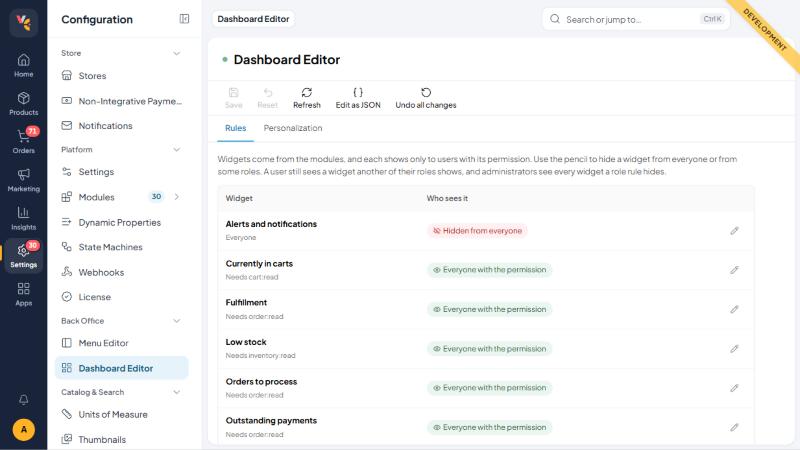 Configuration
Dashboard Editor
Search or jump to...
Ctrl K
DEVELOPMENT
Home
Products
71
Orders
Marketing
Insights
30
Settings
Apps
A
Store
Stores
Non-Integrative Payme...
Notifications
Platform
Settings
Modules 30
Dynamic Properties
State Machines
Webhooks
License
Back Office
Menu Editor
Dashboard Editor
Catalog & Search
Units of Measure
Thumbnails
Dashboard Editor
Save
Reset
Refresh
Edit as JSON
Undo all changes
Rules
Personalization
Widgets come from the modules, and each shows only to users with its permission. Use the pencil to hide a widget from everyone or from
some roles. A user still sees a widget another of their roles shows, and administrators see every widget a role rule hides.
Widget Who sees it
Alerts and notifications
Everyone
Hidden from everyone
Currently in carts
Needs cart:read
Everyone with the permission
Fulfillment
Needs order:read
Everyone with the permission
Low stock
Needs inventory:read
Everyone with the permission
Orders to process
Needs order:read
Everyone with the permission
Outstanding payments
Needs order:read
Everyone with the permission